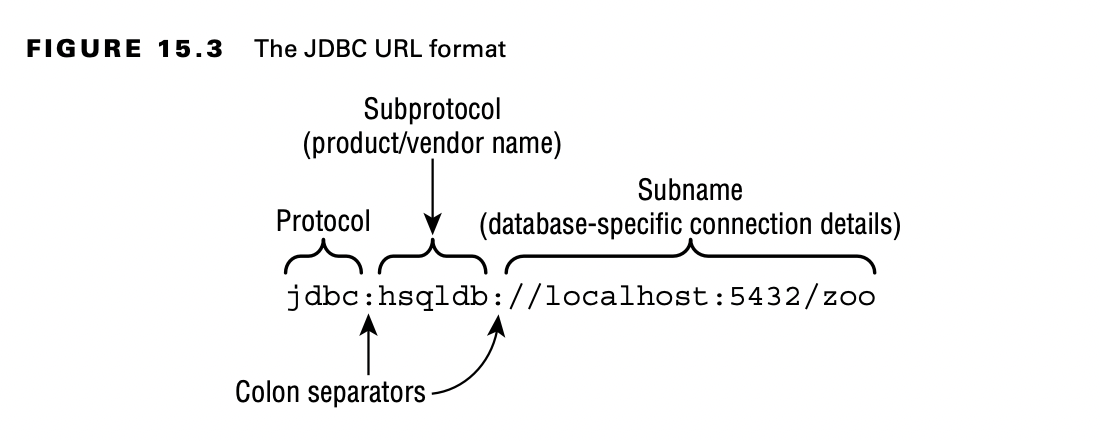 FIGURE 15.3 The JDBC URL format
Subprotocol
(product/vendor name)
Subname
(database-specific connection details)
Protocol
jdbc:hsqldb://localhost:5432/zoo
Colon separators